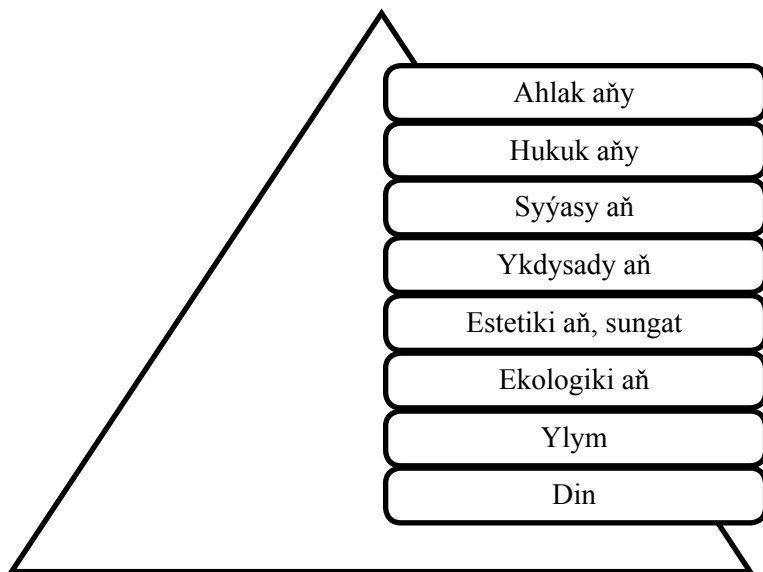 Ahlak aňy
Hukuk aňy
Syýasy aň
Ykdysady aň
Estetiki aň, sungat
Ekologiki aň
Ylym
Din